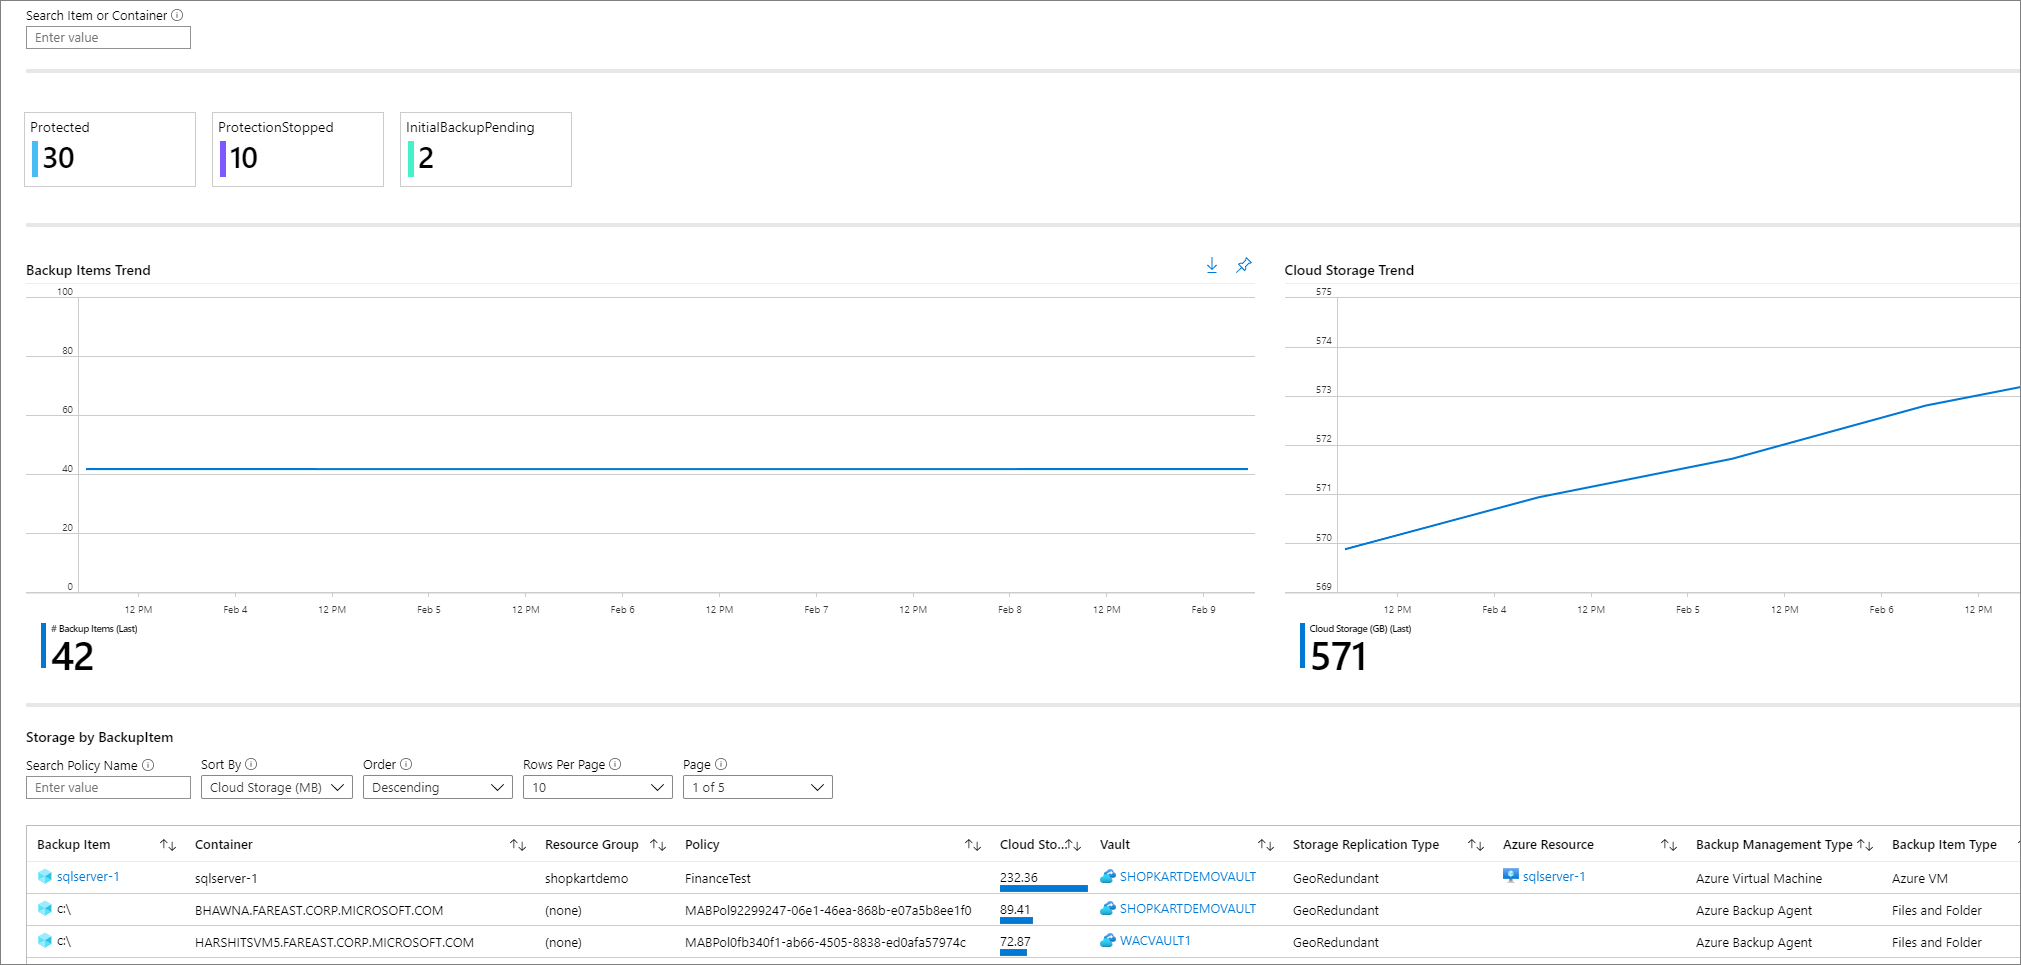 Search Item or Container
Enter value
Protected
30
ProtectionStopped
10
InitialBackupPending
2
Backup Items Trend
100
80
60
40
20
0
12 PM Feb 4 12 PM Feb 5 12 PM Feb 6 12 PM Feb 7 12 PM Feb 8 12 PM Feb 9
# Backup Items (Last)
42
Cloud Storage Trend
575
574
573
572
571
570
569
12 PM Feb 4 12 PM Feb 5 12 PM Feb 6 12 PM
Cloud Storage (GB) (Last)
571
Storage by BackupItem
Search Policy Name Sort By Order Rows Per Page Page
Enter value Cloud Storage (MB) Descending 10 1 of 5
Backup Item Container Resource Group Policy Cloud Sto... Vault Storage Replication Type Azure Resource Backup Management Type Backup Item Type
sqlserver-1 sqlserver-1 shopkartdemo FinanceTest 232.36 SHOPKARTDEMOVAULT GeoRedundant sqlserver-1 Azure Virtual Machine Azure VM
c:\ BHAWNA.FAREAST.CORP.MICROSOFT.COM (none) MABPol92299247-06e1-46ea-868b-e07a5b8ee1f0 89.41 SHOPKARTDEMOVAULT GeoRedundant Azure Backup Agent Files and Folder
c:\ HARSHITSVM5.FAREAST.CORP.MICROSOFT.COM (none) MABPol0fb340f1-ab66-4505-8838-ed0afa57974c 72.87 WACVAULT1 GeoRedundant Azure Backup Agent Files and Folder